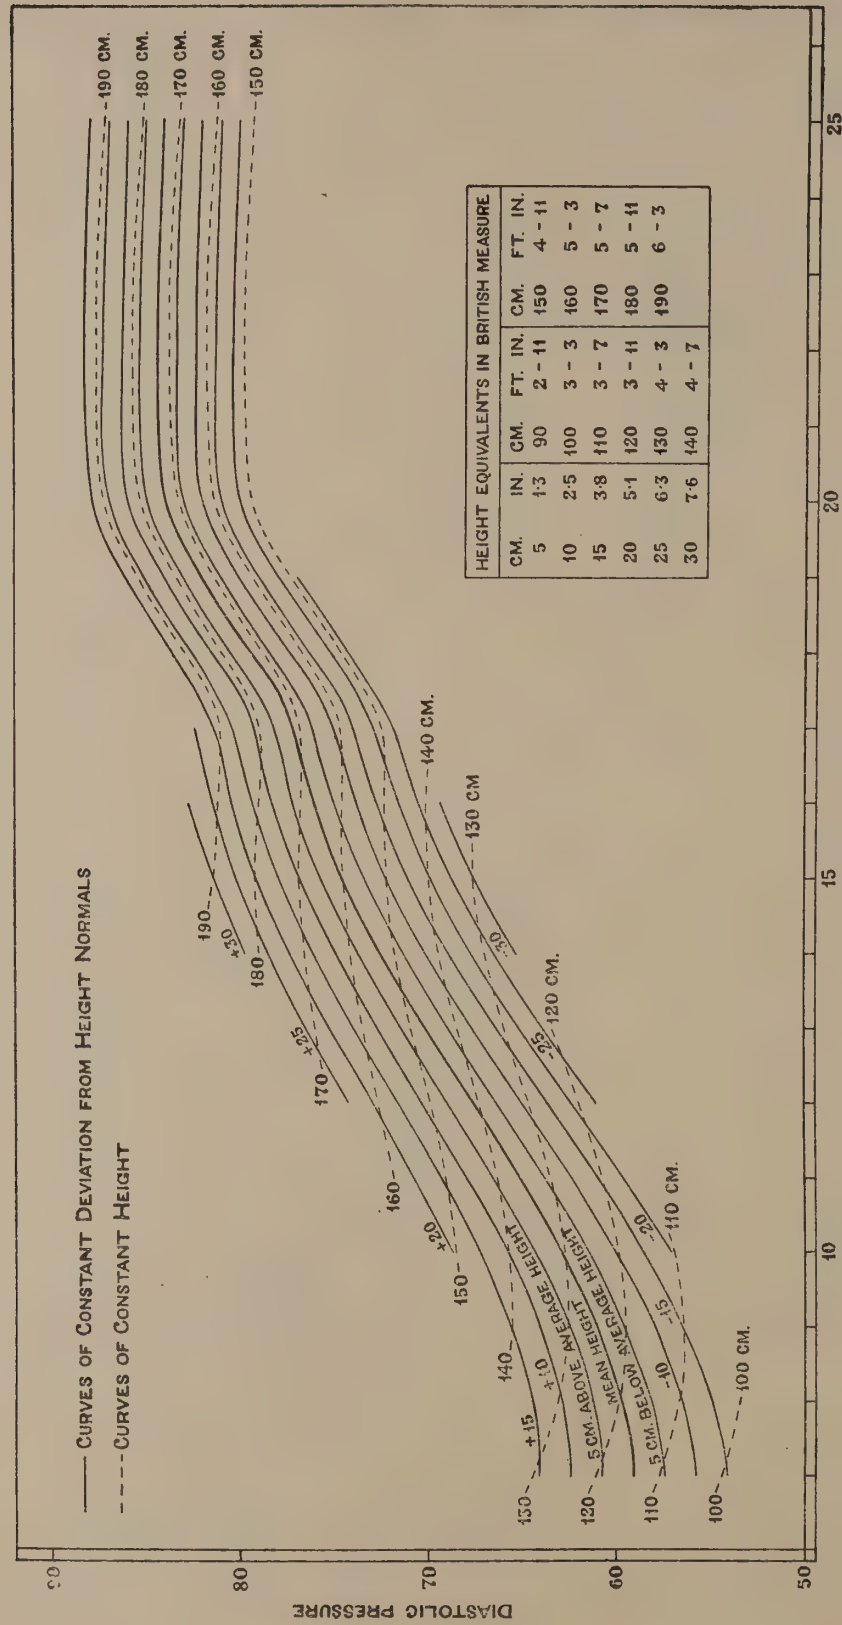 —— CURVES OF CONSTANT DEVIATION FROM HEIGHT NORMALS
---- CURVES OF CONSTANT HEIGHT
DIASTOLIC PRESSURE
80
70
60
50
10
15
20
25
190 CM.
180 CM.
170 CM.
160 CM.
150 CM.
140 CM.
130 CM
120 CM.
110 CM.
100 CM.
190
180
170
160
150
140
130
120
110
100
+30
+25
+20
+15
+10
5 CM. ABOVE AVERAGE HEIGHT
MEAN HEIGHT
5 CM. BELOW AVERAGE HEIGHT
-10
-15
-20
-25
-30
HEIGHT EQUIVALENTS IN BRITISH MEASURE
CM. IN. CM. FT. IN. CM. FT. IN.
5 1·3 90 2 - 11 150 4 - 11
10 2·5 100 3 - 3 160 5 - 3
15 3·8 110 3 - 7 170 5 - 7
20 5·1 120 3 - 11 180 5 - 11
25 6·3 130 4 - 3 190 6 - 3
30 7·6 140 4 - 7